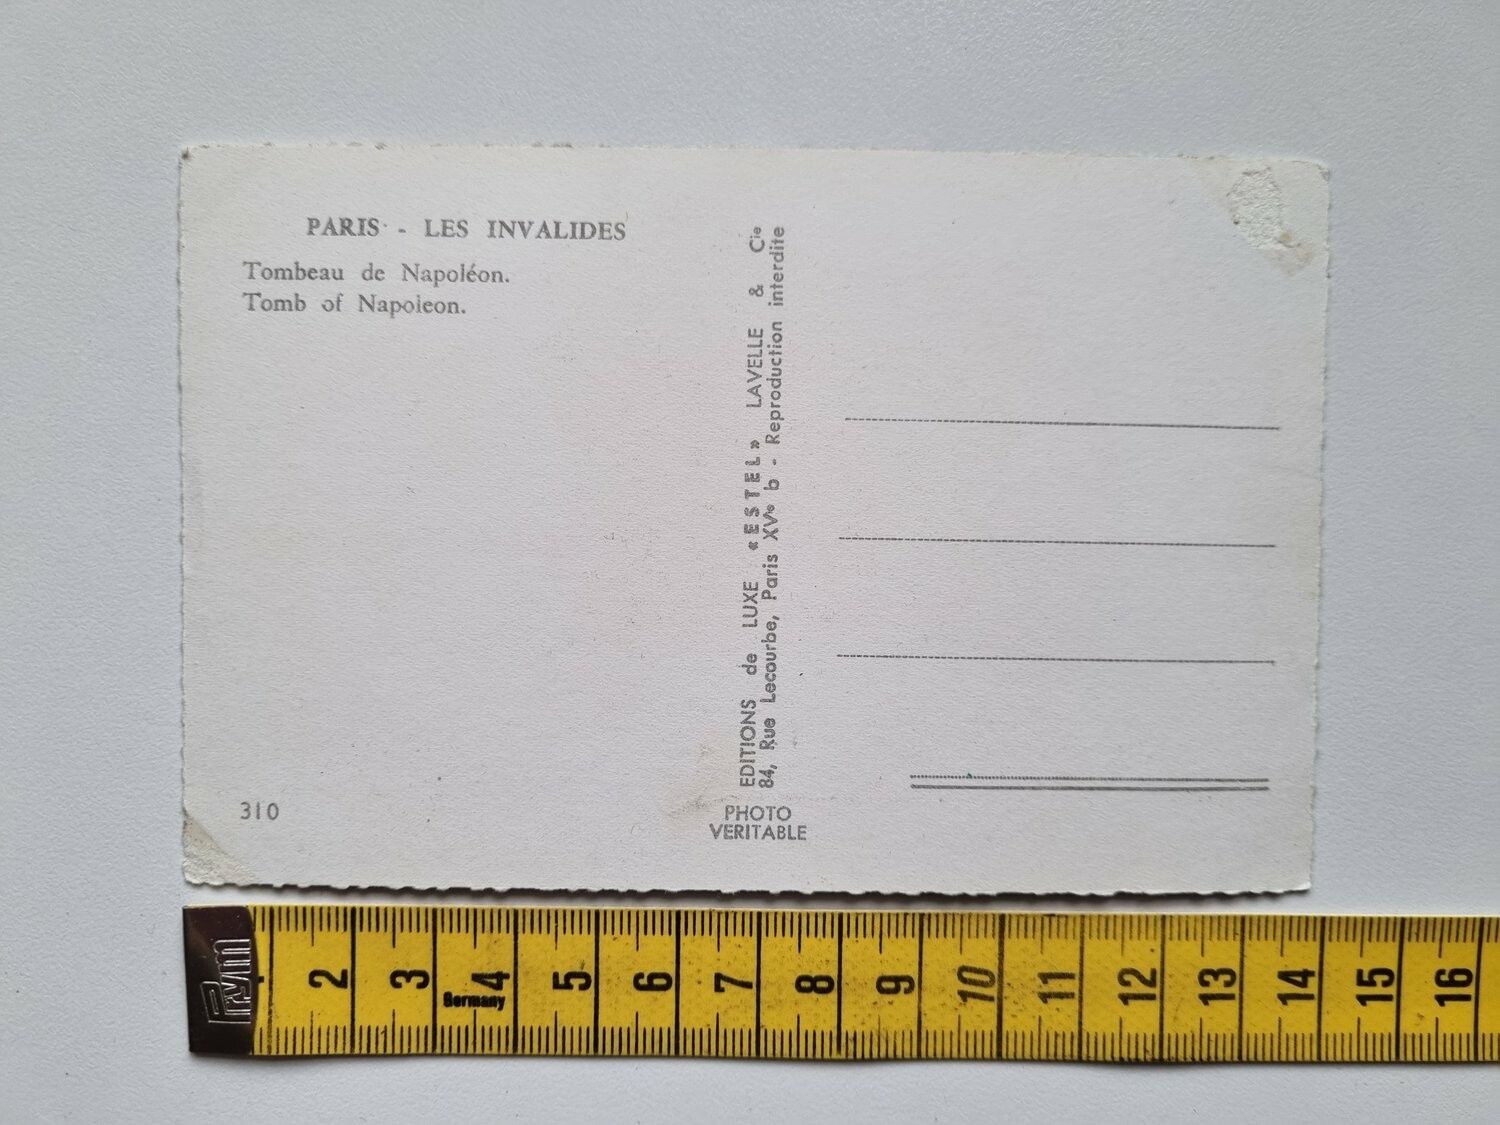 PARIS - LES INVALIDES
Tombeau de Napoléon.
Tomb of Napoleon.
310
EDITIONS de LUXE «ESTEL» LAVELLE & Cie
84, Rue Lecourbe, Paris XVe b - Reproduction interdite
PHOTO
VERITABLE
Prym
2 3 4 5 6 7 8 9 10 11 12 13 14 15 16
Germany